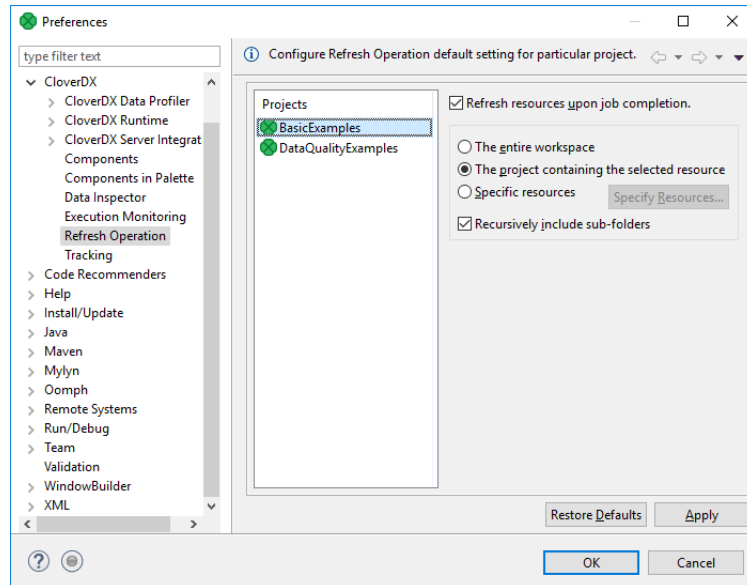 Preferences
type filter text
Configure Refresh Operation default setting for particular project.
CloverDX
CloverDX Data Profiler
CloverDX Runtime
CloverDX Server Integrat
Components
Components in Palette
Data Inspector
Execution Monitoring
Refresh Operation
Tracking
Code Recommenders
Help
Install/Update
Java
Maven
Mylyn
Oomph
Remote Systems
Run/Debug
Team
Validation
WindowBuilder
XML
Projects
BasicExamples
DataQualityExamples
Refresh resources upon job completion.
The entire workspace
The project containing the selected resource
Specific resources
Specify Resources...
Recursively include sub-folders
Restore Defaults
Apply
OK
Cancel